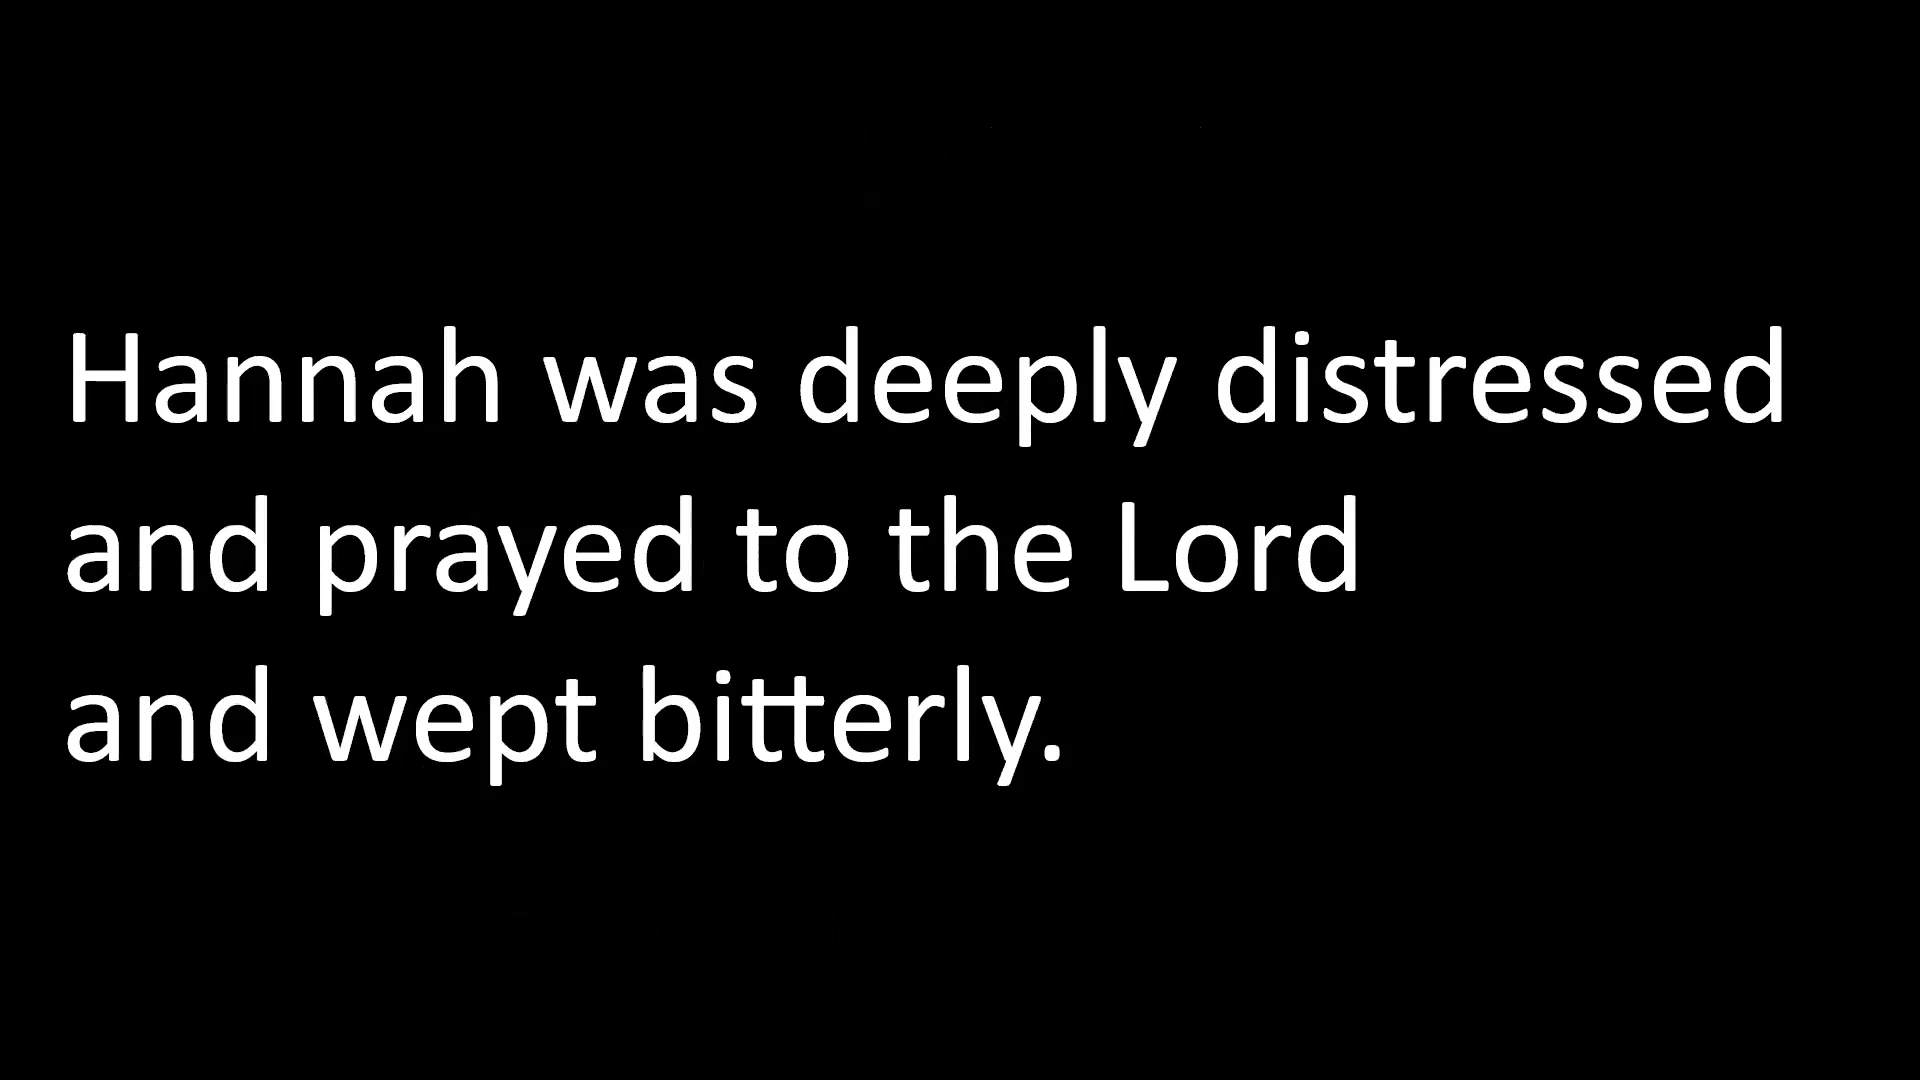 Hannah was deeply distressed
and prayed to the Lord
and wept bitterly.